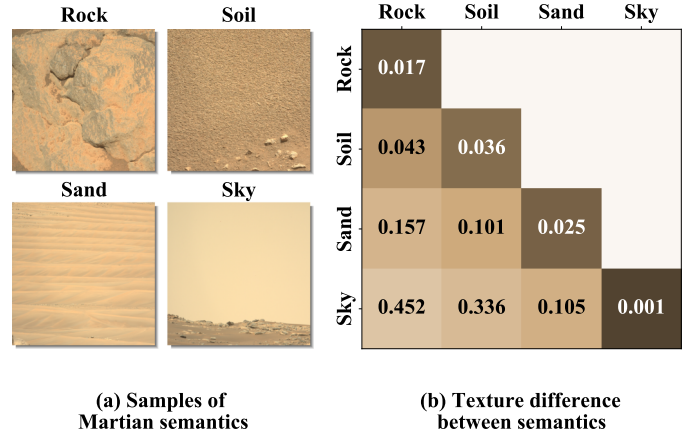 Rock Soil
Sand Sky
(a) Samples of
Martian semantics
Rock Soil Sand Sky
Rock 0.017
Soil 0.043 0.036
Sand 0.157 0.101 0.025
Sky 0.452 0.336 0.105 0.001
(b) Texture difference
between semantics